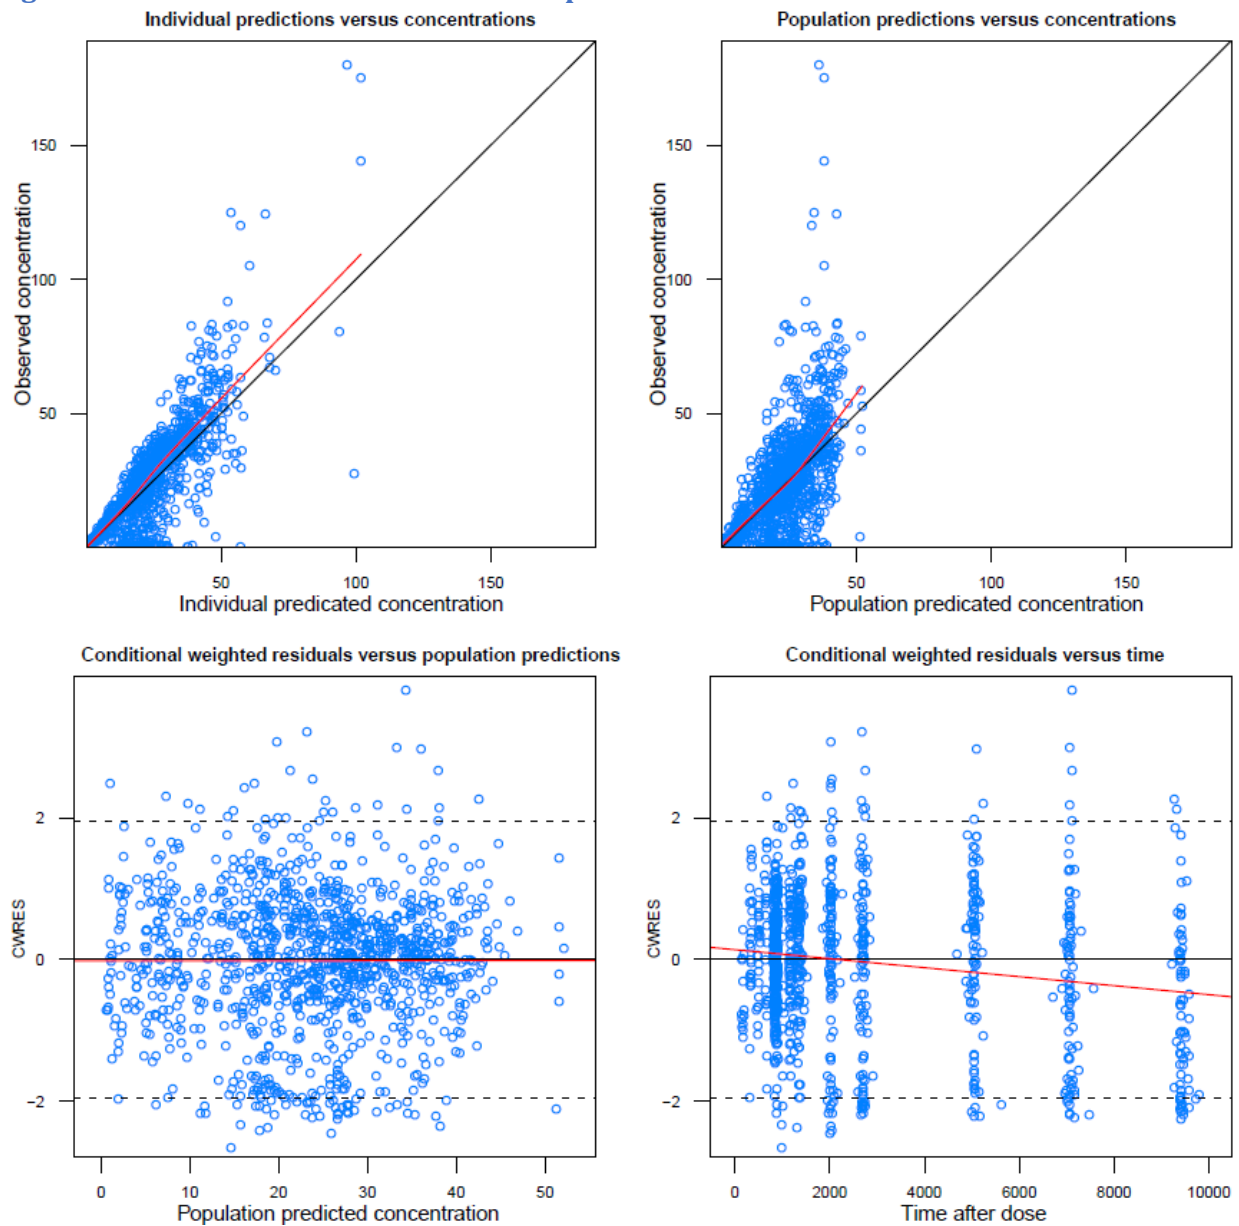 Individual predictions versus concentrations
150
100
50
Observed concentration
50 100 150
Individual predicated concentration
Population predictions versus concentrations
150
100
50
Observed concentration
50 100 150
Population predicated concentration
Conditional weighted residuals versus population predictions
2
0
−2
CWRES
0 10 20 30 40 50
Population predicted concentration
Conditional weighted residuals versus time
2
0
−2
CWRES
0 2000 4000 6000 8000 10000
Time after dose